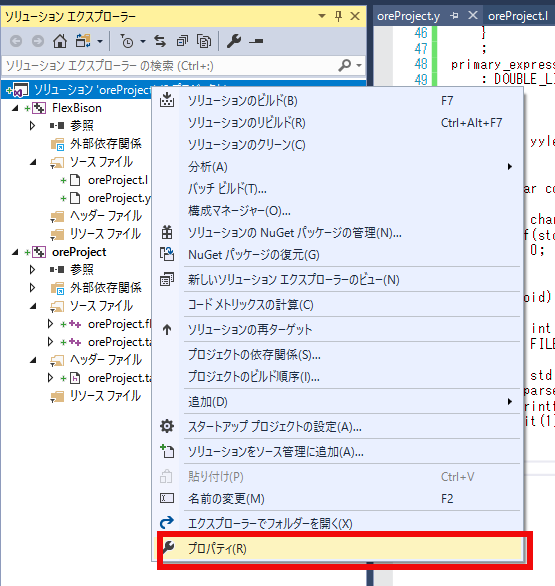 ソリューション エクスプローラー
ソリューション エクスプローラー の検索 (Ctrl+:)
ソリューション 'oreProject'
FlexBison
参照
外部依存関係
ソース ファイル
oreProject.l
oreProject.y
ヘッダー ファイル
リソース ファイル
oreProject
参照
外部依存関係
ソース ファイル
oreProject.fl
oreProject.ta
ヘッダー ファイル
oreProject.ta
リソース ファイル
ソリューションのビルド(B) F7
ソリューションのリビルド(R) Ctrl+Alt+F7
ソリューションのクリーン(C)
分析(A)
バッチ ビルド(T)...
構成マネージャー(O)...
ソリューションの NuGet パッケージの管理(N)...
NuGet パッケージの復元(G)
新しいソリューション エクスプローラーのビュー(N)
コード メトリックスの計算(C)
ソリューションの再ターゲット
プロジェクトの依存関係(S)...
プロジェクトのビルド順序(I)...
追加(D)
スタートアップ プロジェクトの設定(A)...
ソリューションをソース管理に追加(A)...
貼り付け(P) Ctrl+V
名前の変更(M) F2
エクスプローラーでフォルダーを開く(X)
プロパティ(R)
oreProject.y oreProject.l
46 }
47 ;
48 primary_express
49 : DOUBLE_LI
yyle
ar co
char
f(std
0;
oid)
int
FILE
std
parse
rintf
it(1)